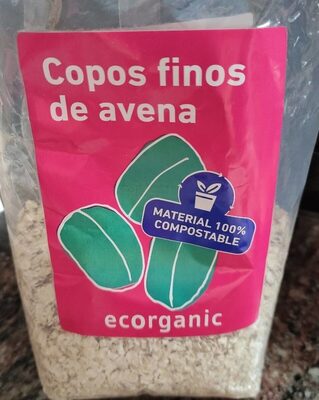 Copos finos
de avena
MATERIAL 100%
COMPOSTABLE
ecorganic